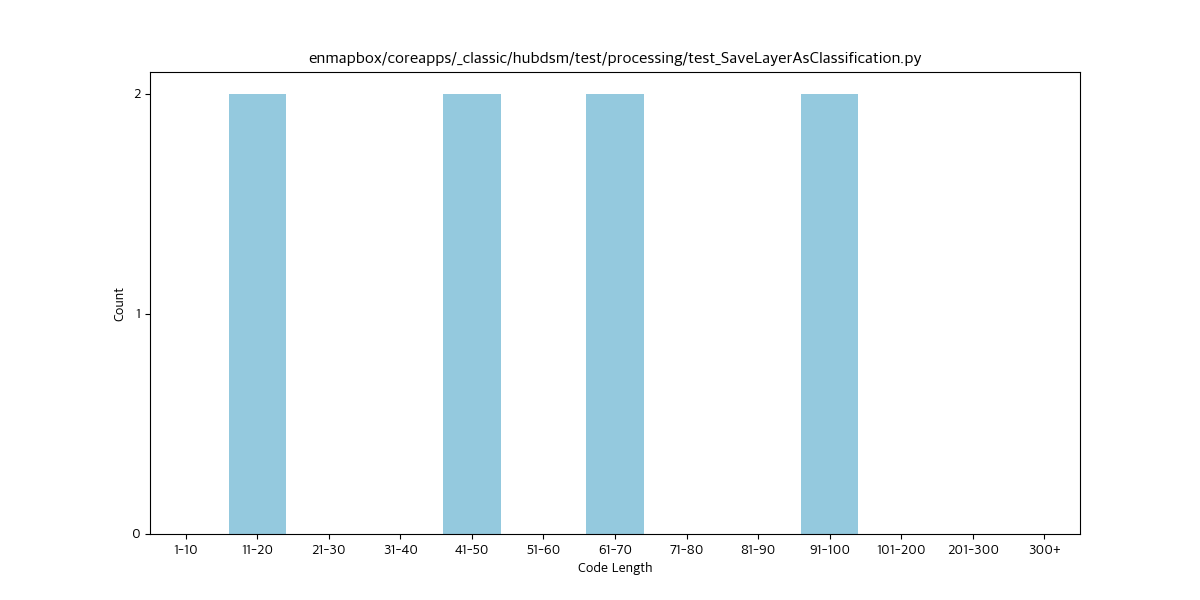 enmapbox/coreapps/_classic/hubdsm/test/processing/test_SaveLayerAsClassification.py
2
1
0
Count
1-10 11-20 21-30 31-40 41-50 51-60 61-70 71-80 81-90 91-100 101-200 201-300 300+
Code Length